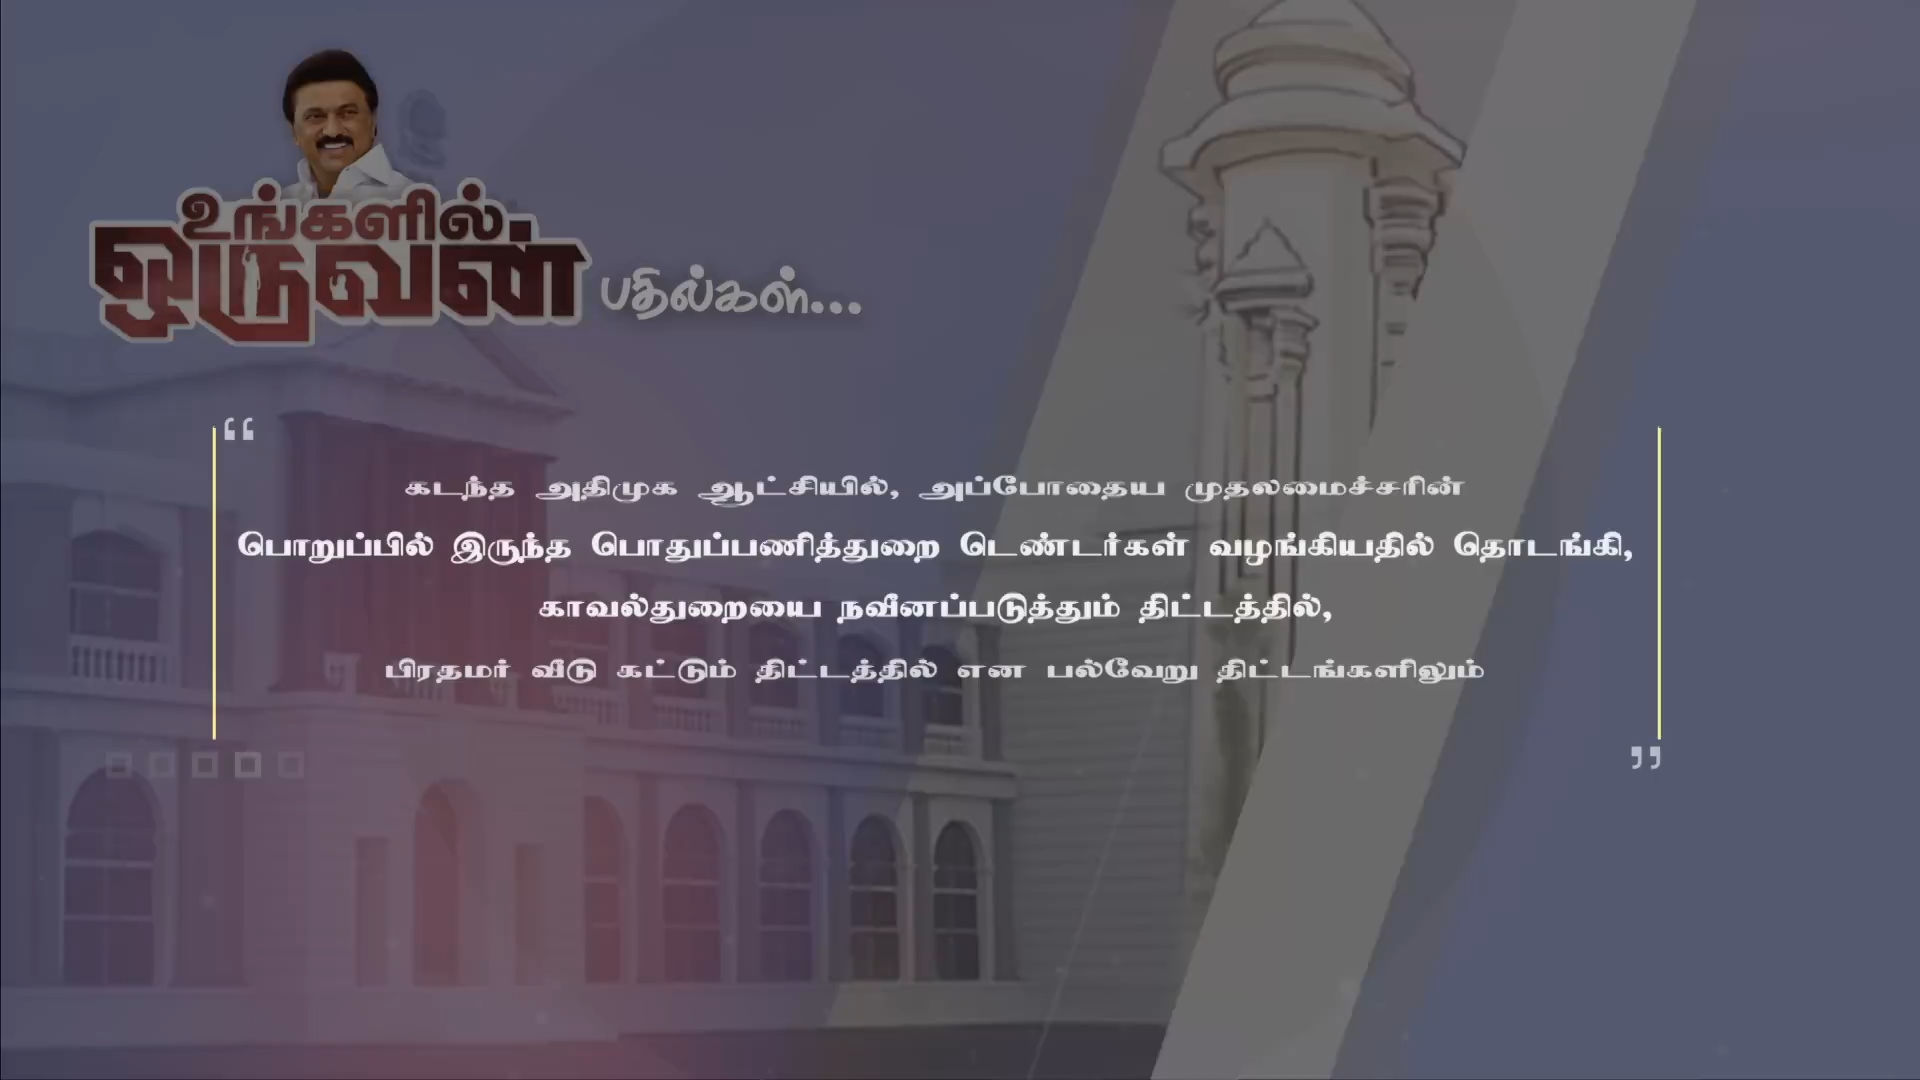 உங்களில்
ஒருவன் பதில்கள்...
“
கடந்த அதிமுக ஆட்சியில், அப்போதைய முதலமைச்சரின்
பொறுப்பில் இருந்த பொதுப்பணித்துறை டெண்டர்கள் வழங்கியதில் தொடங்கி,
காவல்துறையை நவீனப்படுத்தும் திட்டத்தில்,
பிரதமர் வீடு கட்டும் திட்டத்தில் என பல்வேறு திட்டங்களிலும்
”